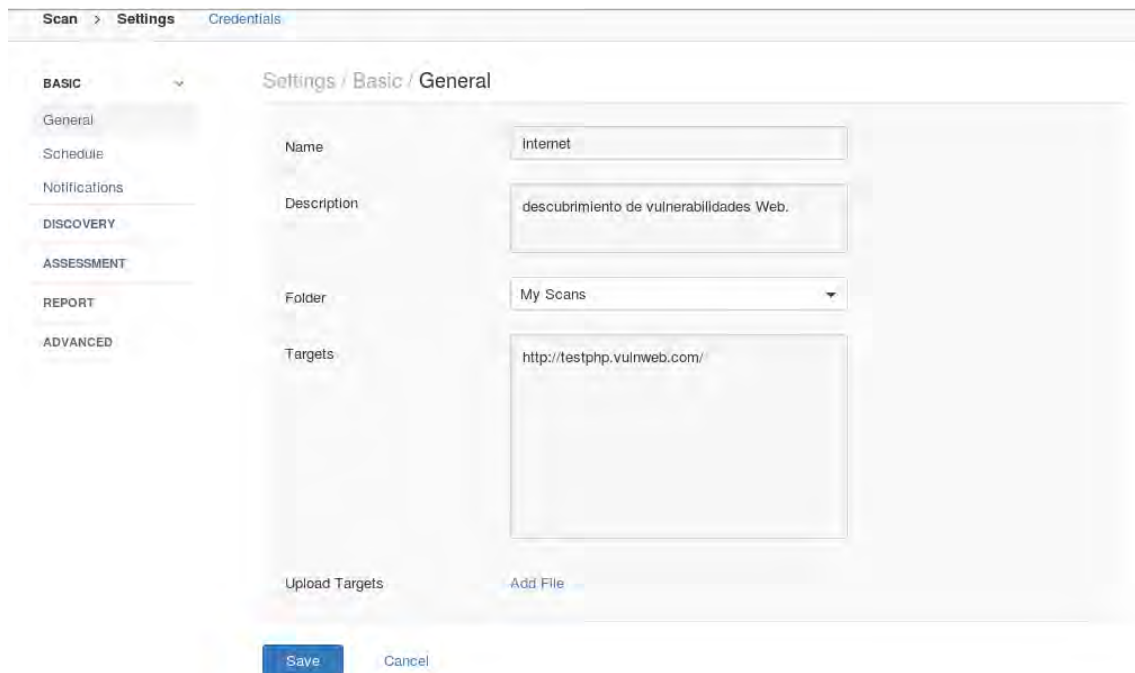 Scan > Settings Credentials
BASIC
General
Schedule
Notifications
DISCOVERY
ASSESSMENT
REPORT
ADVANCED
Settings / Basic / General
Name
Internet
Description
descubrimiento de vulnerabilidades Web.
Folder
My Scans
Targets
http://testphp.vulnweb.com/
Upload Targets
Add File
Save
Cancel